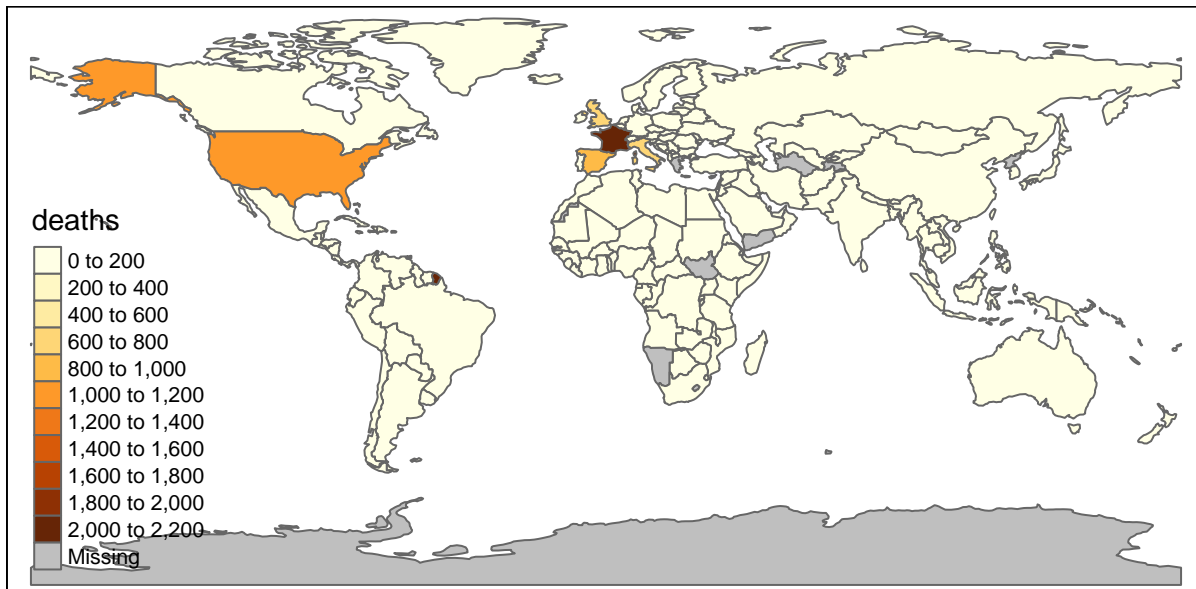 deaths
0 to 200
200 to 400
400 to 600
600 to 800
800 to 1,000
1,000 to 1,200
1,200 to 1,400
1,400 to 1,600
1,600 to 1,800
1,800 to 2,000
2,000 to 2,200
Missing